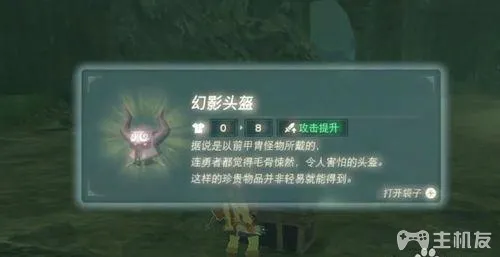 幻影头盔
0 8 攻击提升
据说是以前甲胄怪物所戴的，
连勇者都觉得毛骨悚然，令人害怕的头盔。
这样的珍贵物品并非轻易就能得到。
打开袋子
主机友